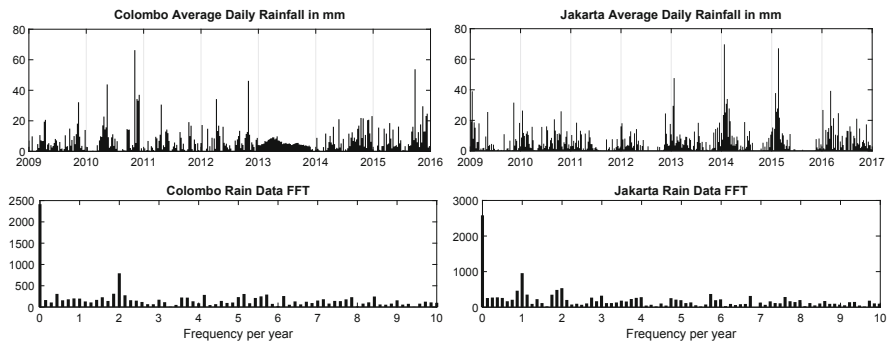 Colombo Average Daily Rainfall in mm
80
60
40
20
0
2009 2010 2011 2012 2013 2014 2015 2016
Jakarta Average Daily Rainfall in mm
80
60
40
20
0
2009 2010 2011 2012 2013 2014 2015 2016 2017
Colombo Rain Data FFT
2500
2000
1500
1000
500
0
0 1 2 3 4 5 6 7 8 9 10
Frequency per year
Jakarta Rain Data FFT
3000
2000
1000
0
0 1 2 3 4 5 6 7 8 9 10
Frequency per year